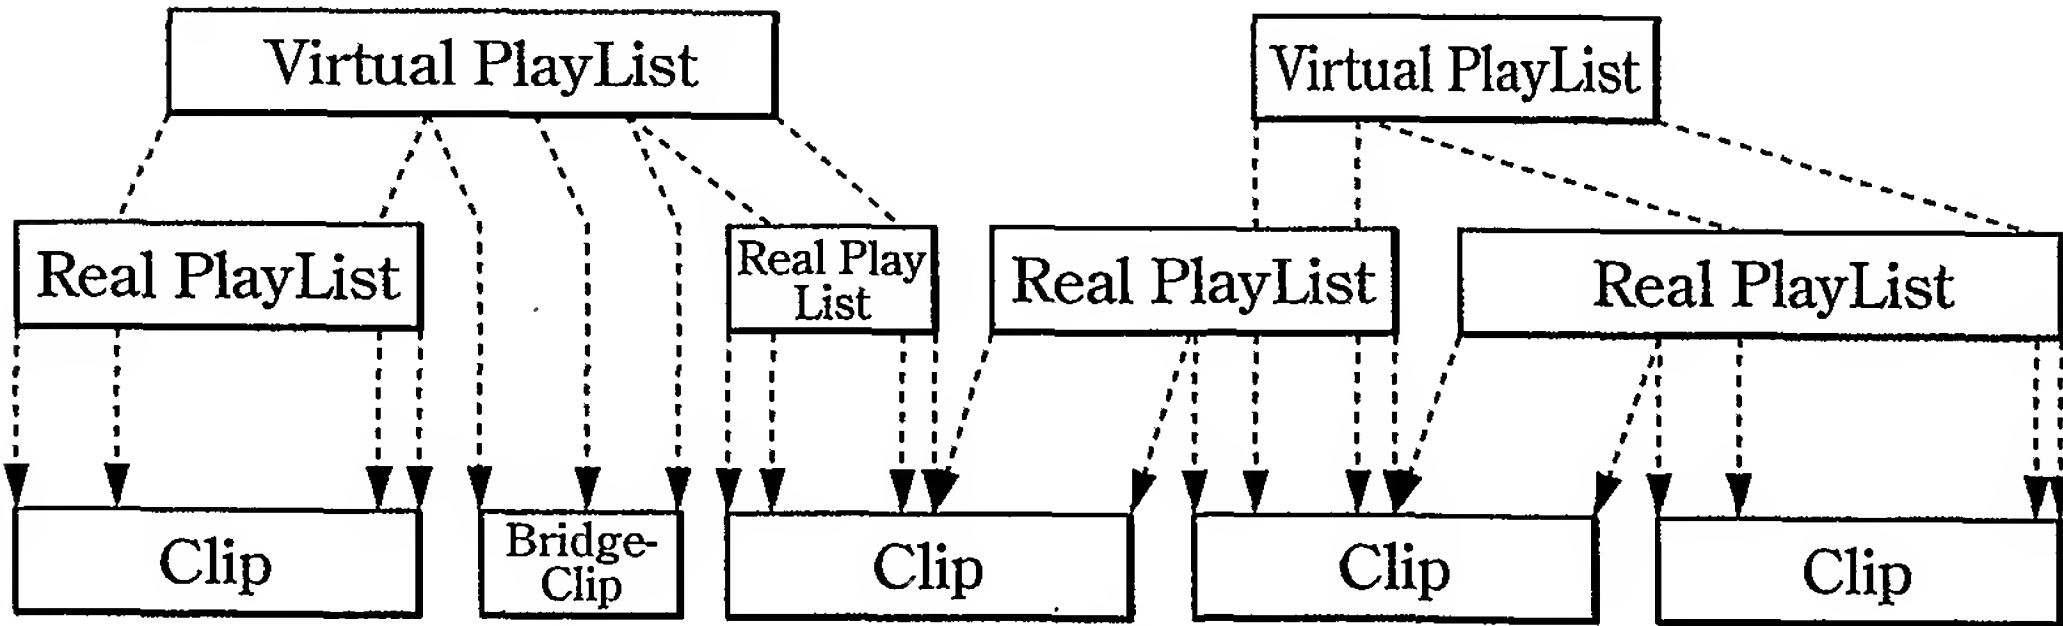 Virtual PlayList
Virtual PlayList
Real PlayList
Real Play
List
Real PlayList
Real PlayList
Clip
Bridge-
Clip
Clip
Clip
Clip